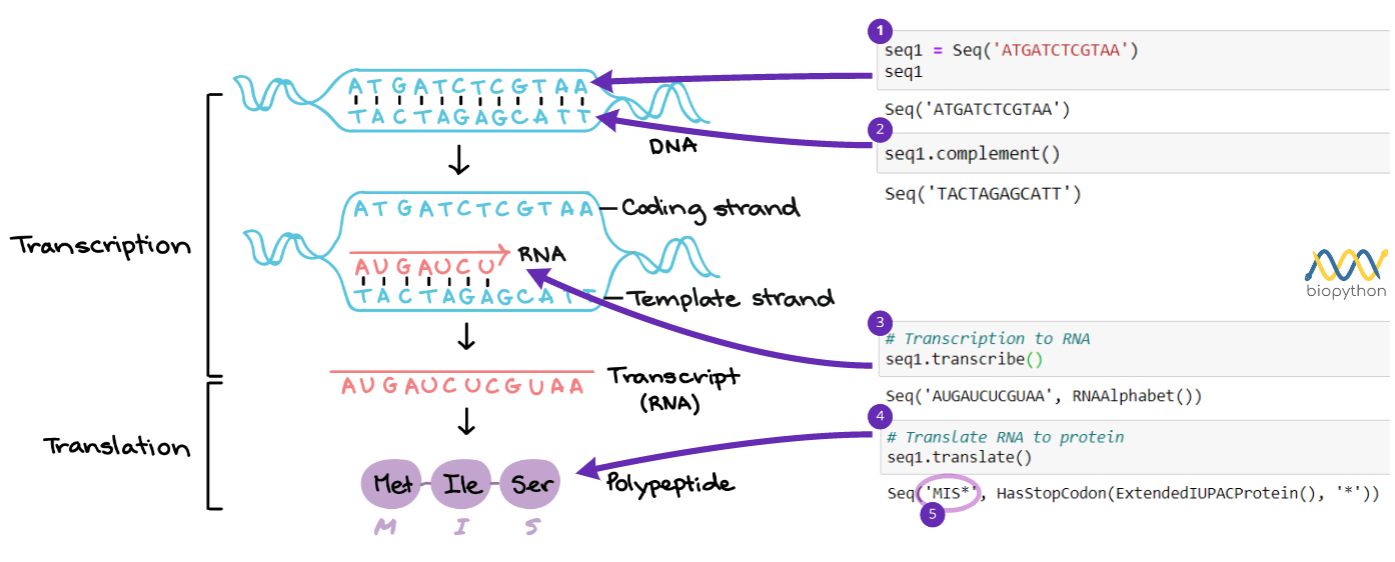 1
seq1 = Seq('ATGATCTCGTAA')
seq1
ATGATCTCGTAA
TACTAGAGCATT
DNA
Seq('ATGATCTCGTAA')
2
seq1.complement()
Seq('TACTAGAGCATT')
Transcription
ATGATCTCGTAA
Coding strand
RNA
AUGAUCU
TACTAGAGCATT
Template strand
biopython
3
# Transcription to RNA
seq1.transcribe()
Seq('AUGAUCUCGUAA', RNAAlphabet())
AUGAUCUCGUAA
Transcript
(RNA)
4
# Translate RNA to protein
seq1.translate()
Seq('MIS*', HasStopCodon(ExtendedIUPACProtein(), '*'))
5
Translation
Met Ile Ser
Polypeptide
M I S